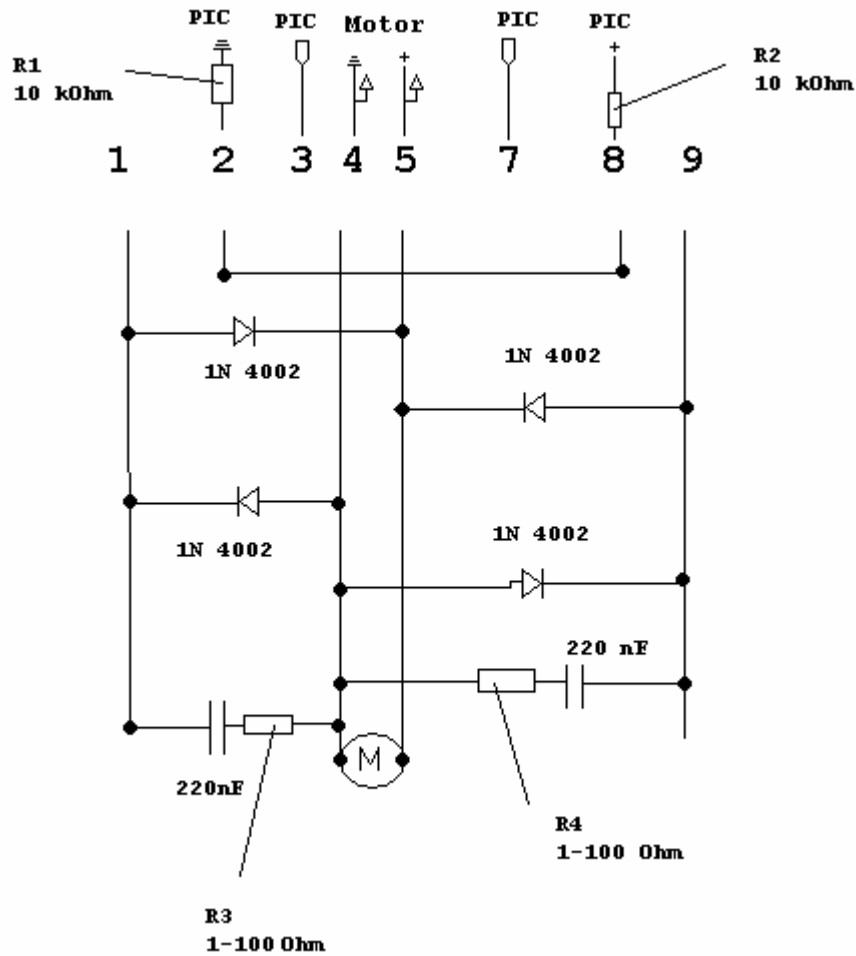 PIC PIC Motor PIC PIC
R1
10 kOhm
R2
10 kOhm
+ +
1 2 3 4 5 7 8 9
1N 4002
1N 4002
1N 4002
1N 4002
220 nF
220nF
M
R4
1-100 Ohm
R3
1-100 Ohm